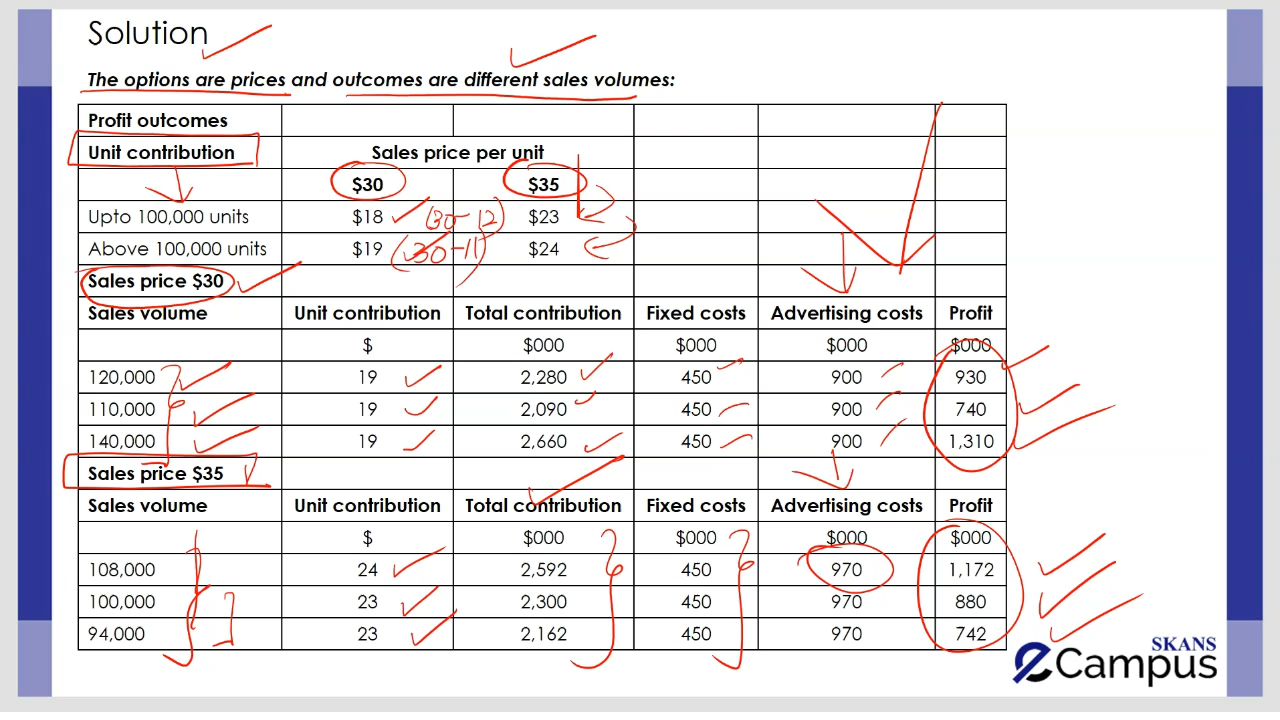 Solution
The options are prices and outcomes are different sales volumes:
Profit outcomes
Unit contribution Sales price per unit
$30 $35
Upto 100,000 units $18 (30-12) $23
Above 100,000 units $19 (30-11) $24
Sales price $30
Sales volume Unit contribution Total contribution Fixed costs Advertising costs Profit
$ $000 $000 $000 $000
120,000 19 2,280 450 900 930
110,000 19 2,090 450 900 740
140,000 19 2,660 450 900 1,310
Sales price $35
Sales volume Unit contribution Total contribution Fixed costs Advertising costs Profit
$ $000 $000 $000 $000
108,000 24 2,592 450 970 1,172
100,000 23 2,300 450 970 880
94,000 23 2,162 450 970 742
SKANS
eCampus